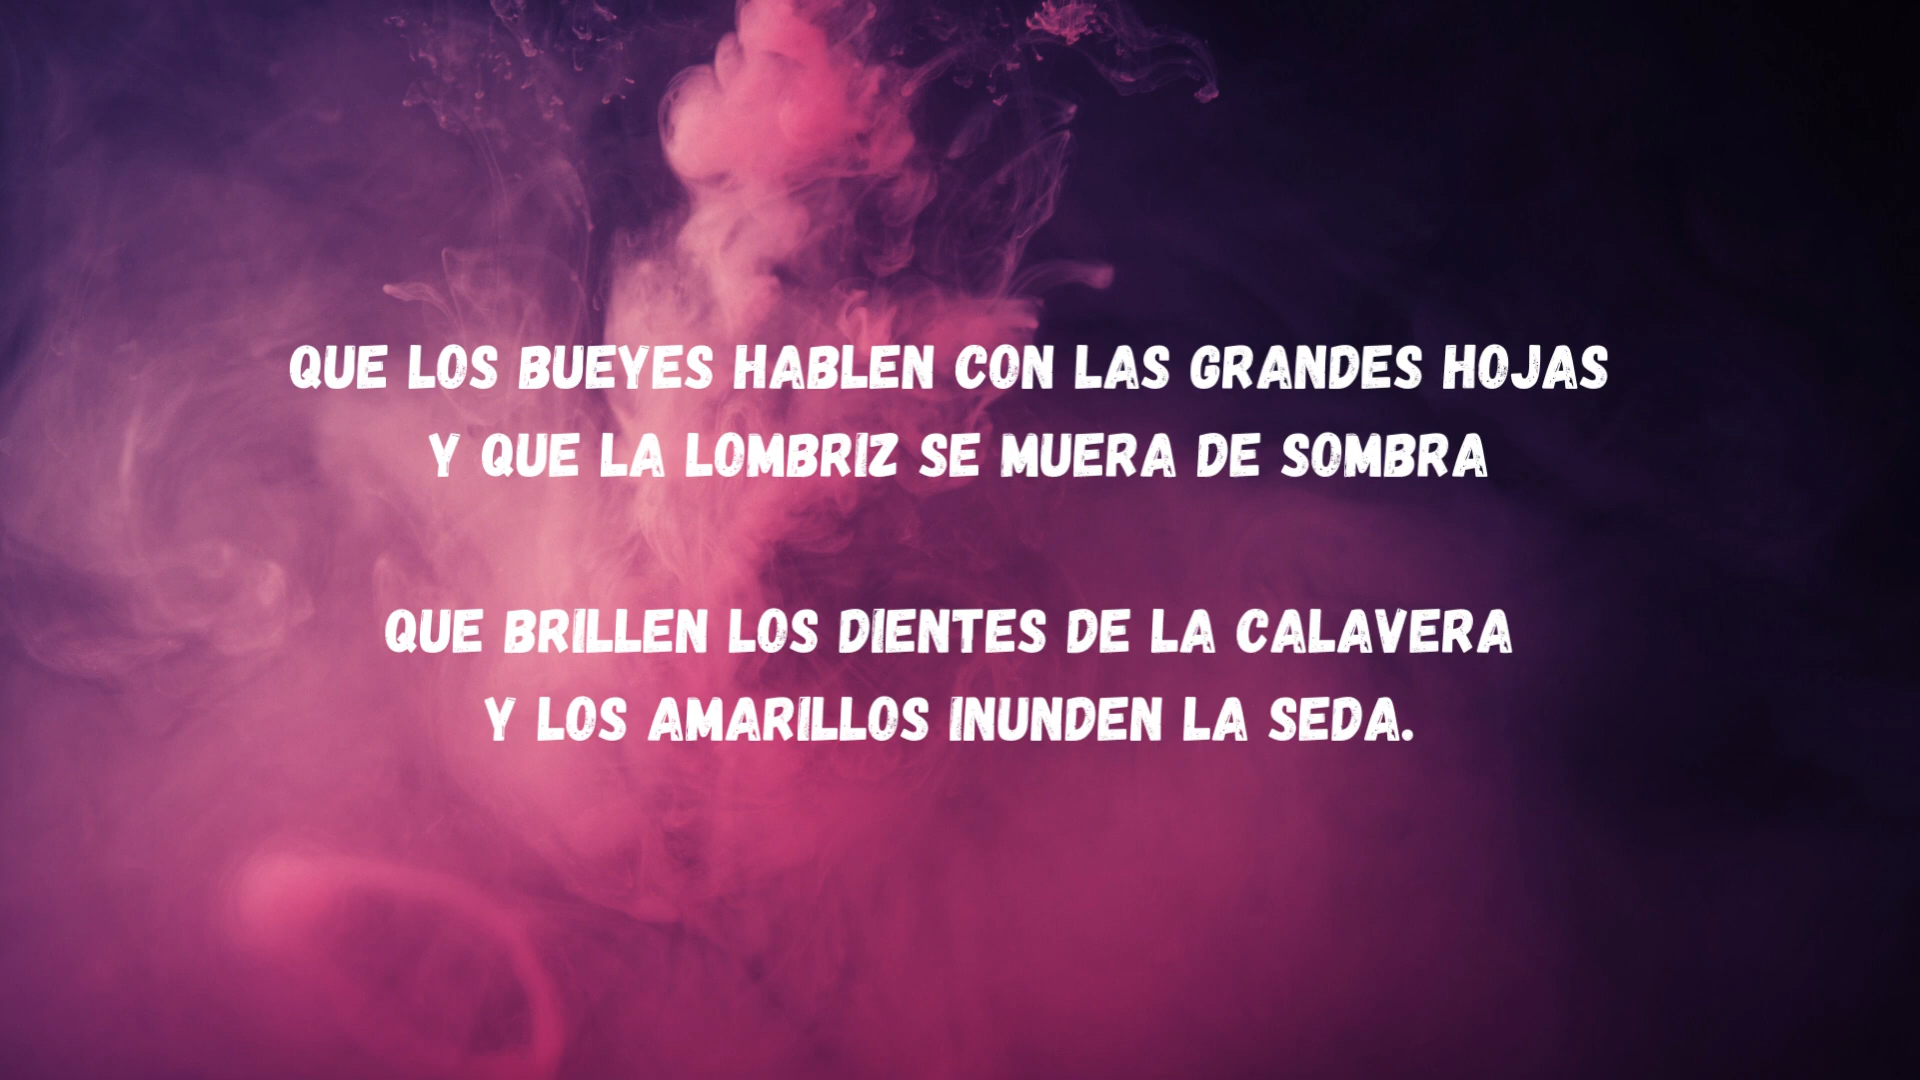 QUE LOS BUEYES HABLEN CON LAS GRANDES HOJAS
Y QUE LA LOMBRIZ SE MUERA DE SOMBRA
QUE BRILLEN LOS DIENTES DE LA CALAVERA
Y LOS AMARILLOS INUNDEN LA SEDA.